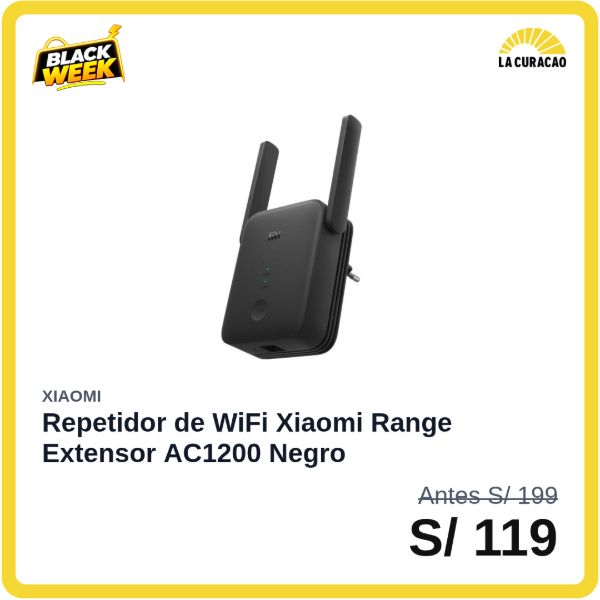 BLACK
WEEK
LA CURACAO
XIAOMI
Repetidor de WiFi Xiaomi Range
Extensor AC1200 Negro
Antes S/ 199
S/ 119